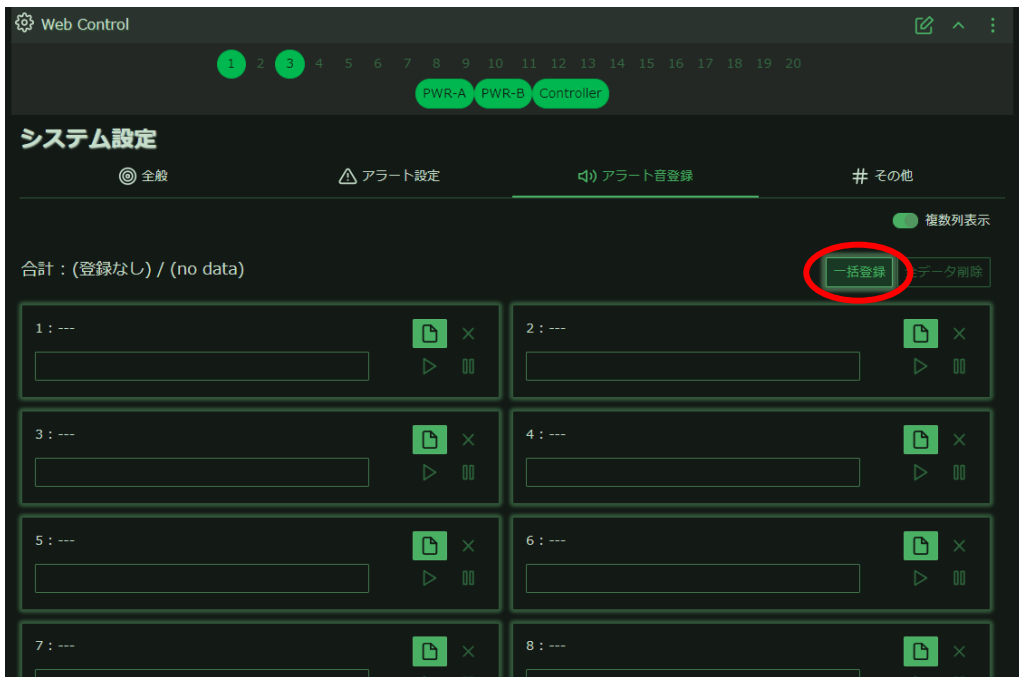 Web Control
1 2 3 4 5 6 7 8 9 10 11 12 13 14 15 16 17 18 19 20
PWR-A PWR-B Controller
システム設定
全般 アラート設定 アラート音登録 # その他
複数列表示
合計：(登録なし) / (no data) 一括登録 全データ削除
1 : --- 2 : ---
3 : --- 4 : ---
5 : --- 6 : ---
7 : --- 8 : ---